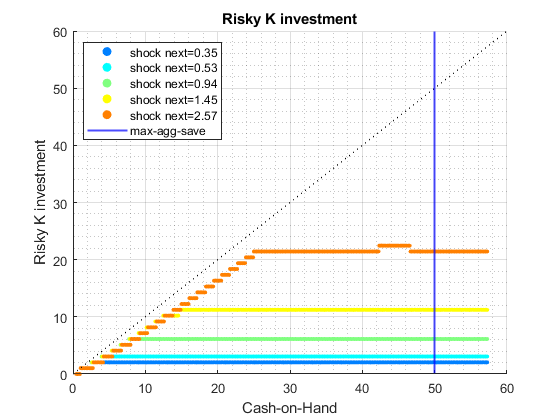 Risky K investment
60
50
40
30
20
10
0
Risky K investment
shock next=0.35
shock next=0.53
shock next=0.94
shock next=1.45
shock next=2.57
max-agg-save
0 10 20 30 40 50 60
Cash-on-Hand